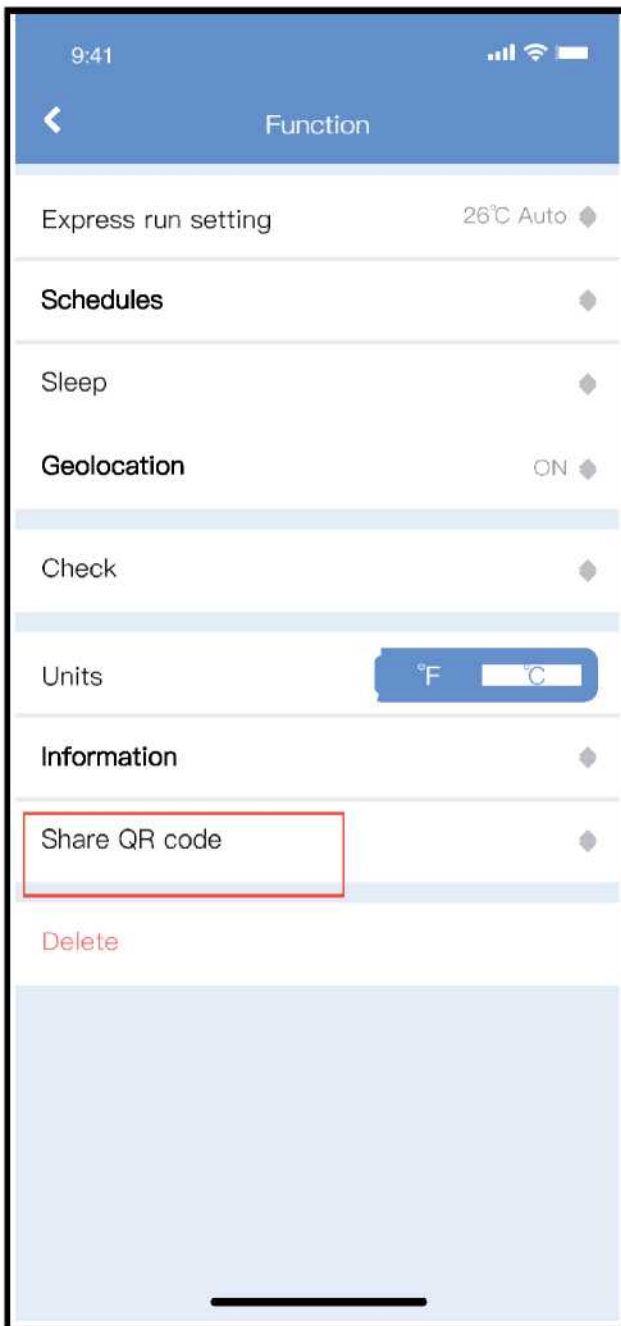 9:41
Function
Express run setting 26℃ Auto
Schedules
Sleep
Geolocation ON
Check
Units ℉ ℃
Information
Share QR code
Delete